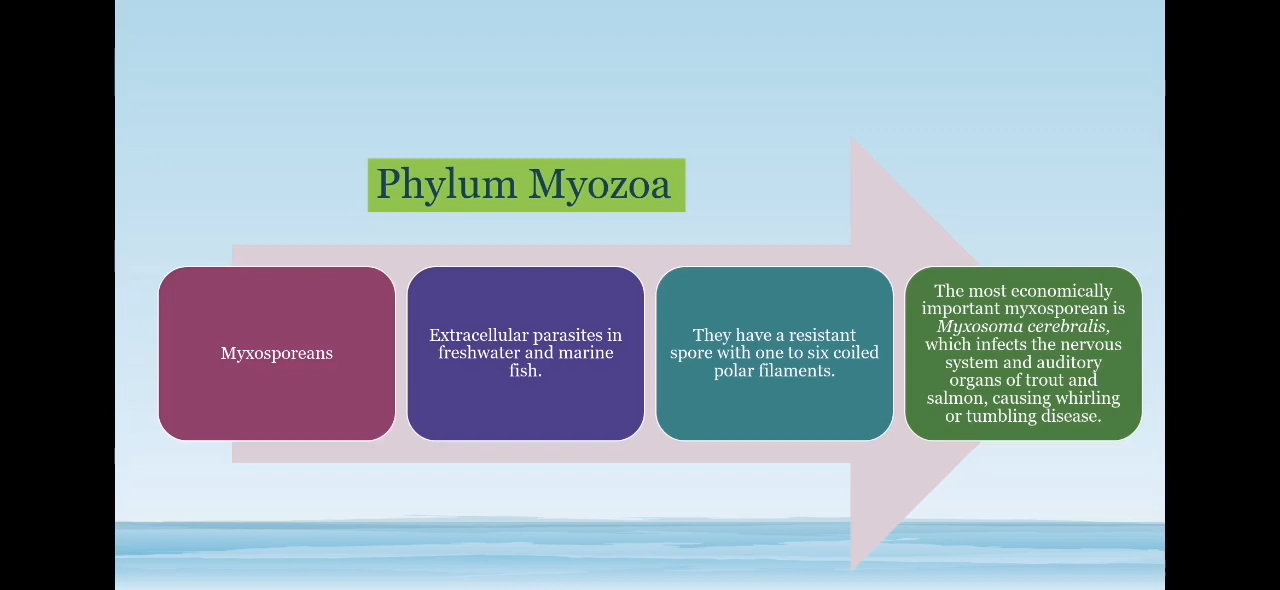 Phylum Myozoa
Myxosporeans
Extracellular parasites in
freshwater and marine
fish.
They have a resistant
spore with one to six coiled
polar filaments.
The most economically
important myxosporean is
Myxosoma cerebralis,
which infects the nervous
system and auditory
organs of trout and
salmon, causing whirling
or tumbling disease.